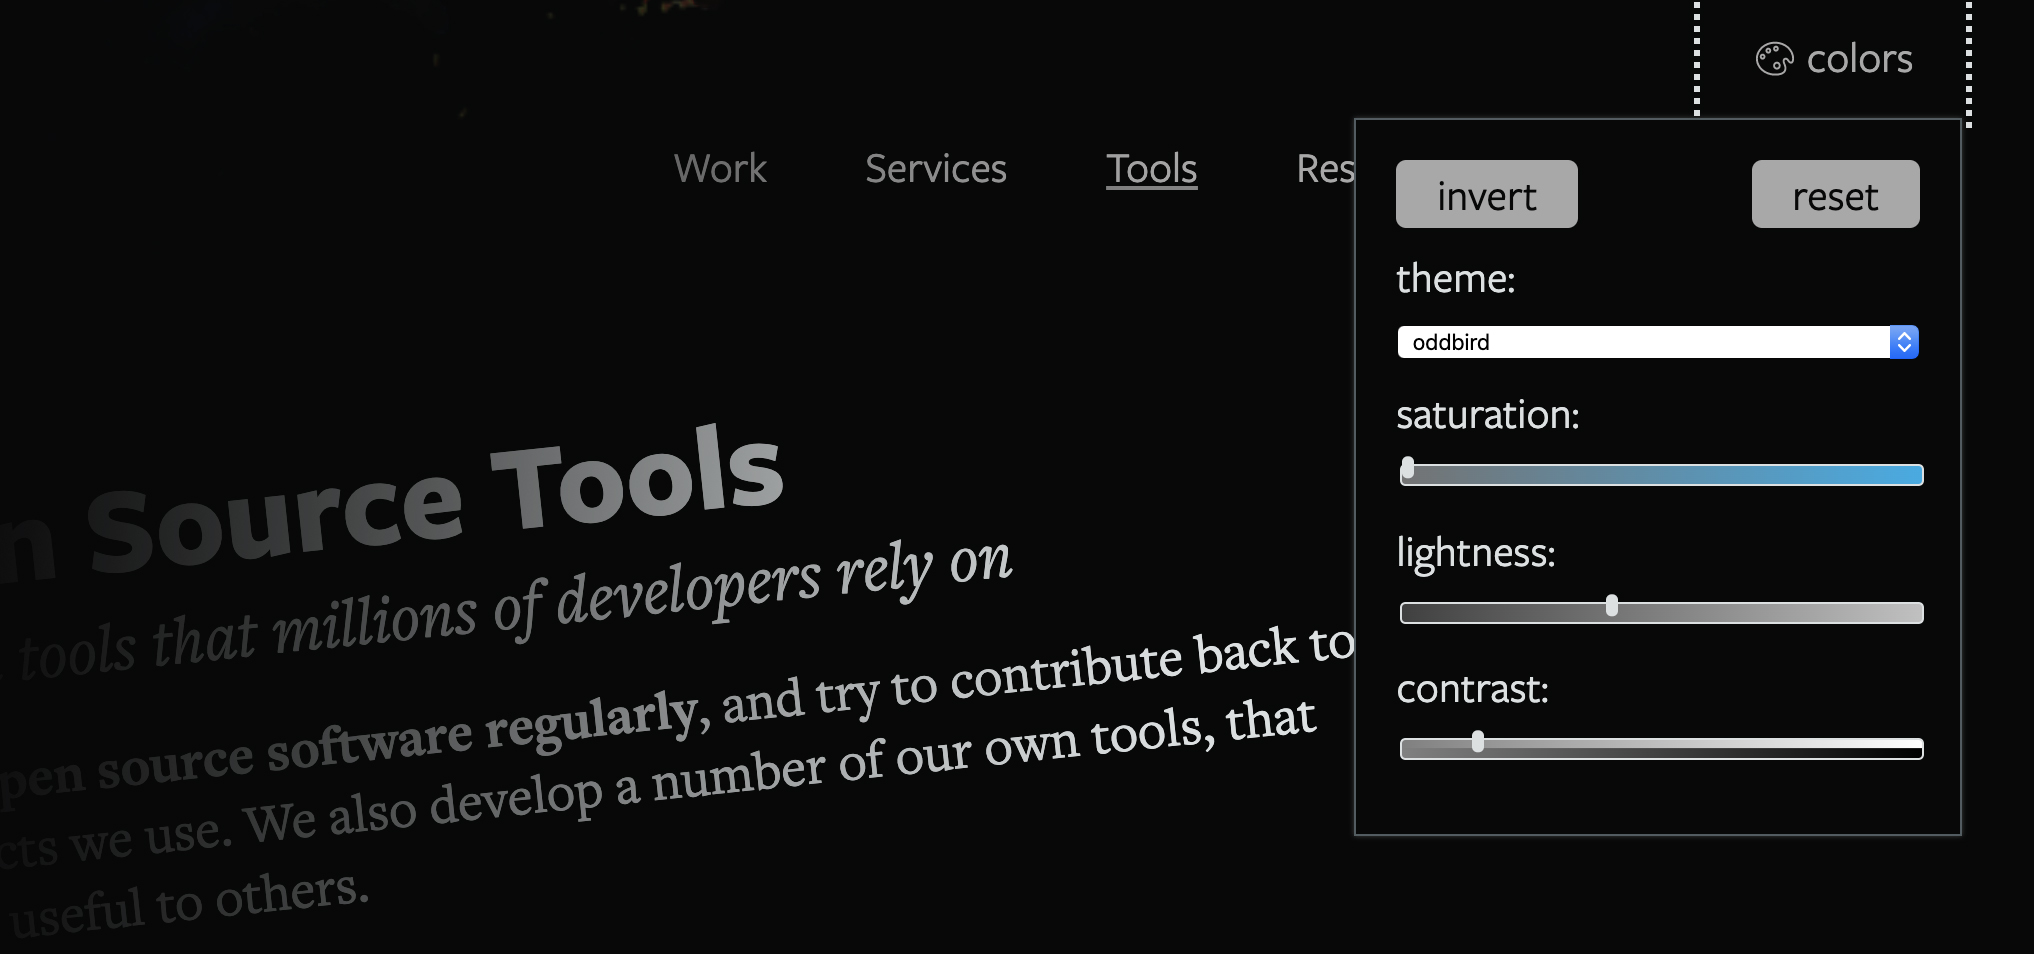 colors
Work Services Tools Res
invert reset
theme:
oddbird
saturation:
lightness:
contrast:
n Source Tools
tools that millions of developers rely on
pen source software regularly, and try to contribute back to
cts we use. We also develop a number of our own tools, that
useful to others.